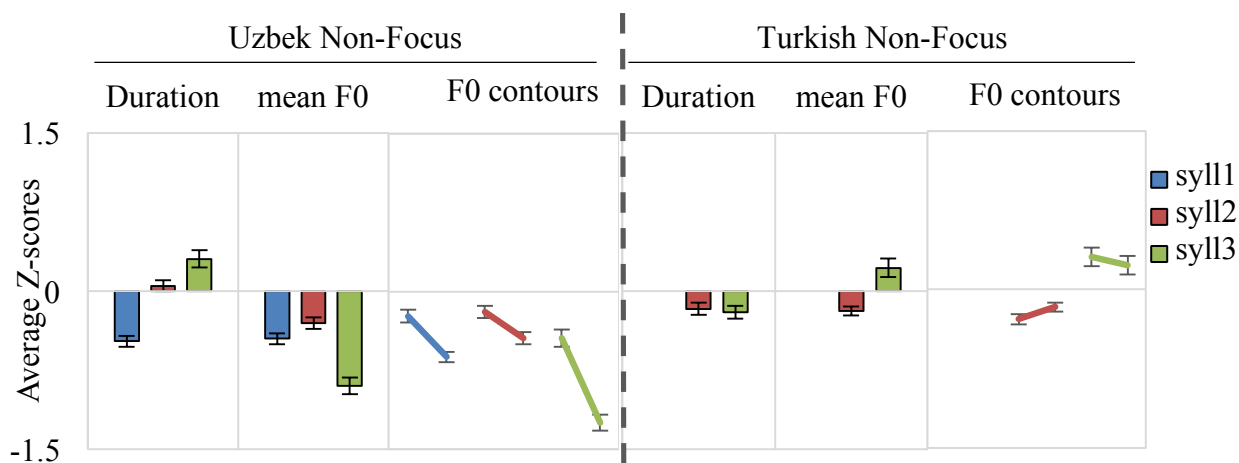 Uzbek Non-Focus
Turkish Non-Focus
Duration
mean F0
F0 contours
Duration
mean F0
F0 contours
1.5
0
-1.5
Average Z-scores
syll1
syll2
syll3